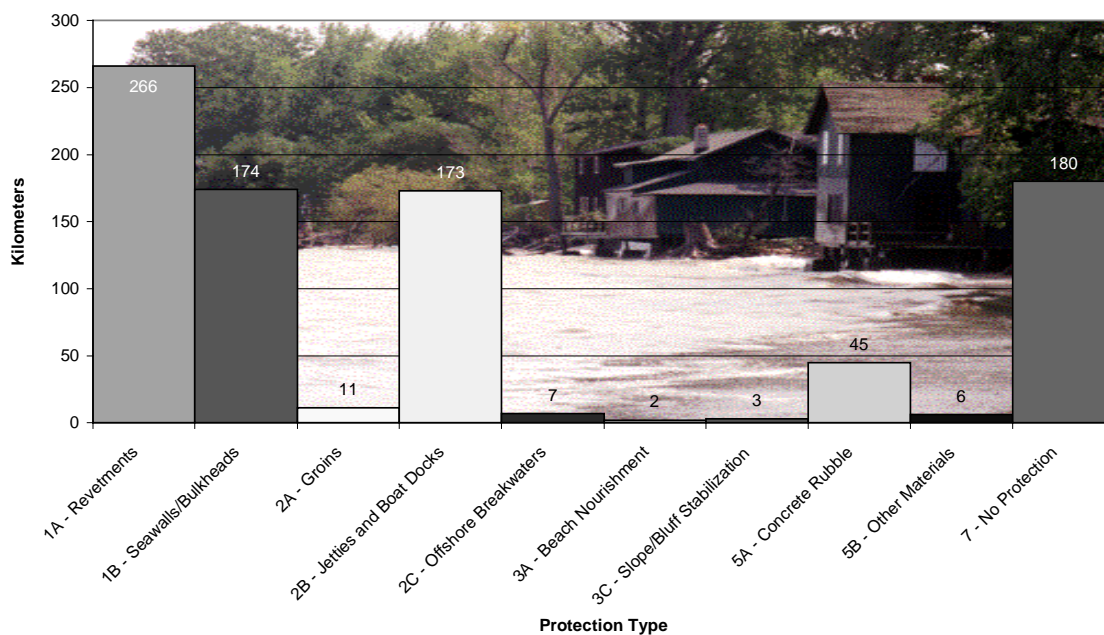 300
250
200
150
100
50
0
Kilometers
266
174
11
173
7
2
3
45
6
180
1A - Revetments
1B - Seawalls/Bulkheads
2A - Groins
2B - Jetties and Boat Docks
2C - Offshore Breakwaters
3A - Beach Nourishment
3C - Slope/Bluff Stabilization
5A - Concrete Rubble
5B - Other Materials
7 - No Protection
Protection Type